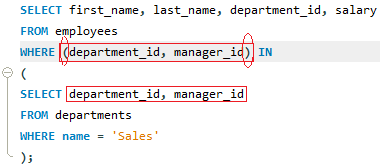 SELECT first_name, last_name, department_id, salary
FROM employees
WHERE (department_id, manager_id) IN
(
SELECT department_id, manager_id
FROM departments
WHERE name = 'Sales'
);